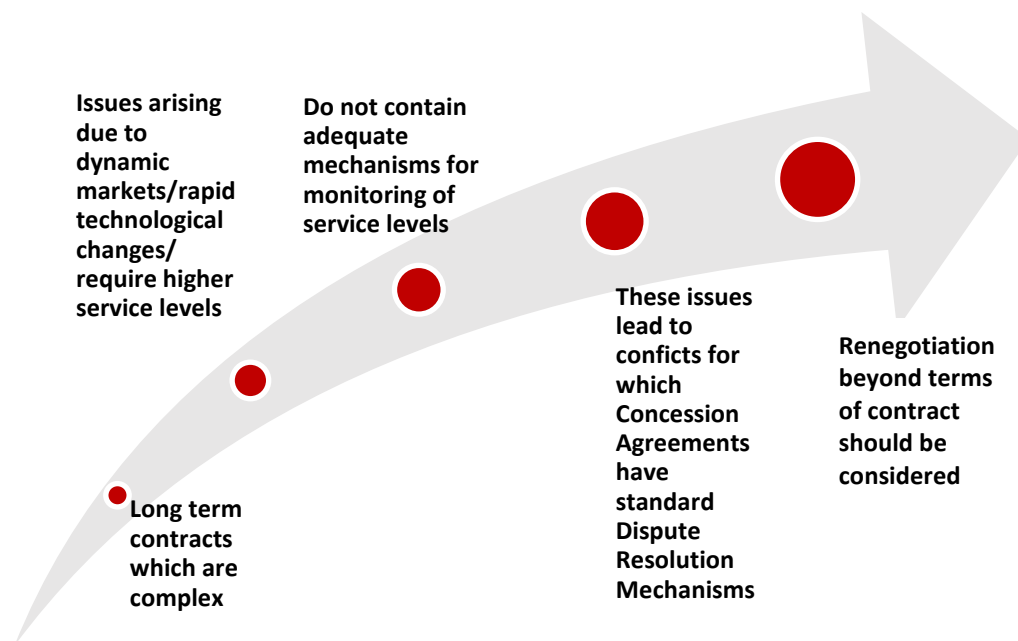 Issues arising
due to
dynamic
markets/rapid
technological
changes/
require higher
service levels
Do not contain
adequate
mechanisms for
monitoring of
service levels
These issues
lead to
conficts for
which
Concession
Agreements
have
standard
Dispute
Resolution
Mechanisms
Renegotiation
beyond terms
of contract
should be
considered
Long term
contracts
which are
complex